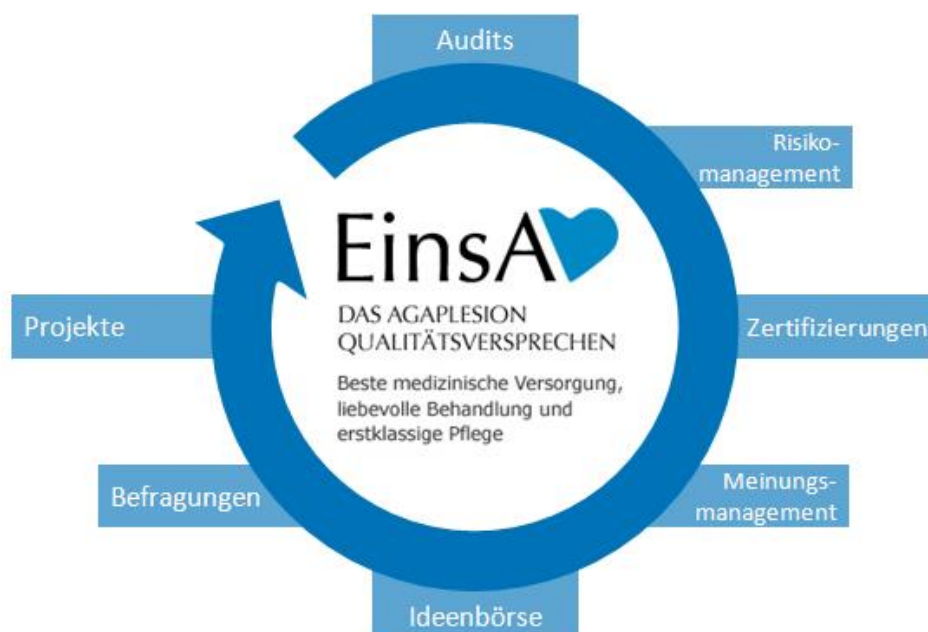 Audits
Risiko-
management
EinsA
DAS AGAPLESION
QUALITÄTSVERSPRECHEN
Beste medizinische Versorgung,
liebevolle Behandlung und
erstklassige Pflege
Projekte
Zertifizierungen
Befragungen
Meinungs-
management
Ideenbörse